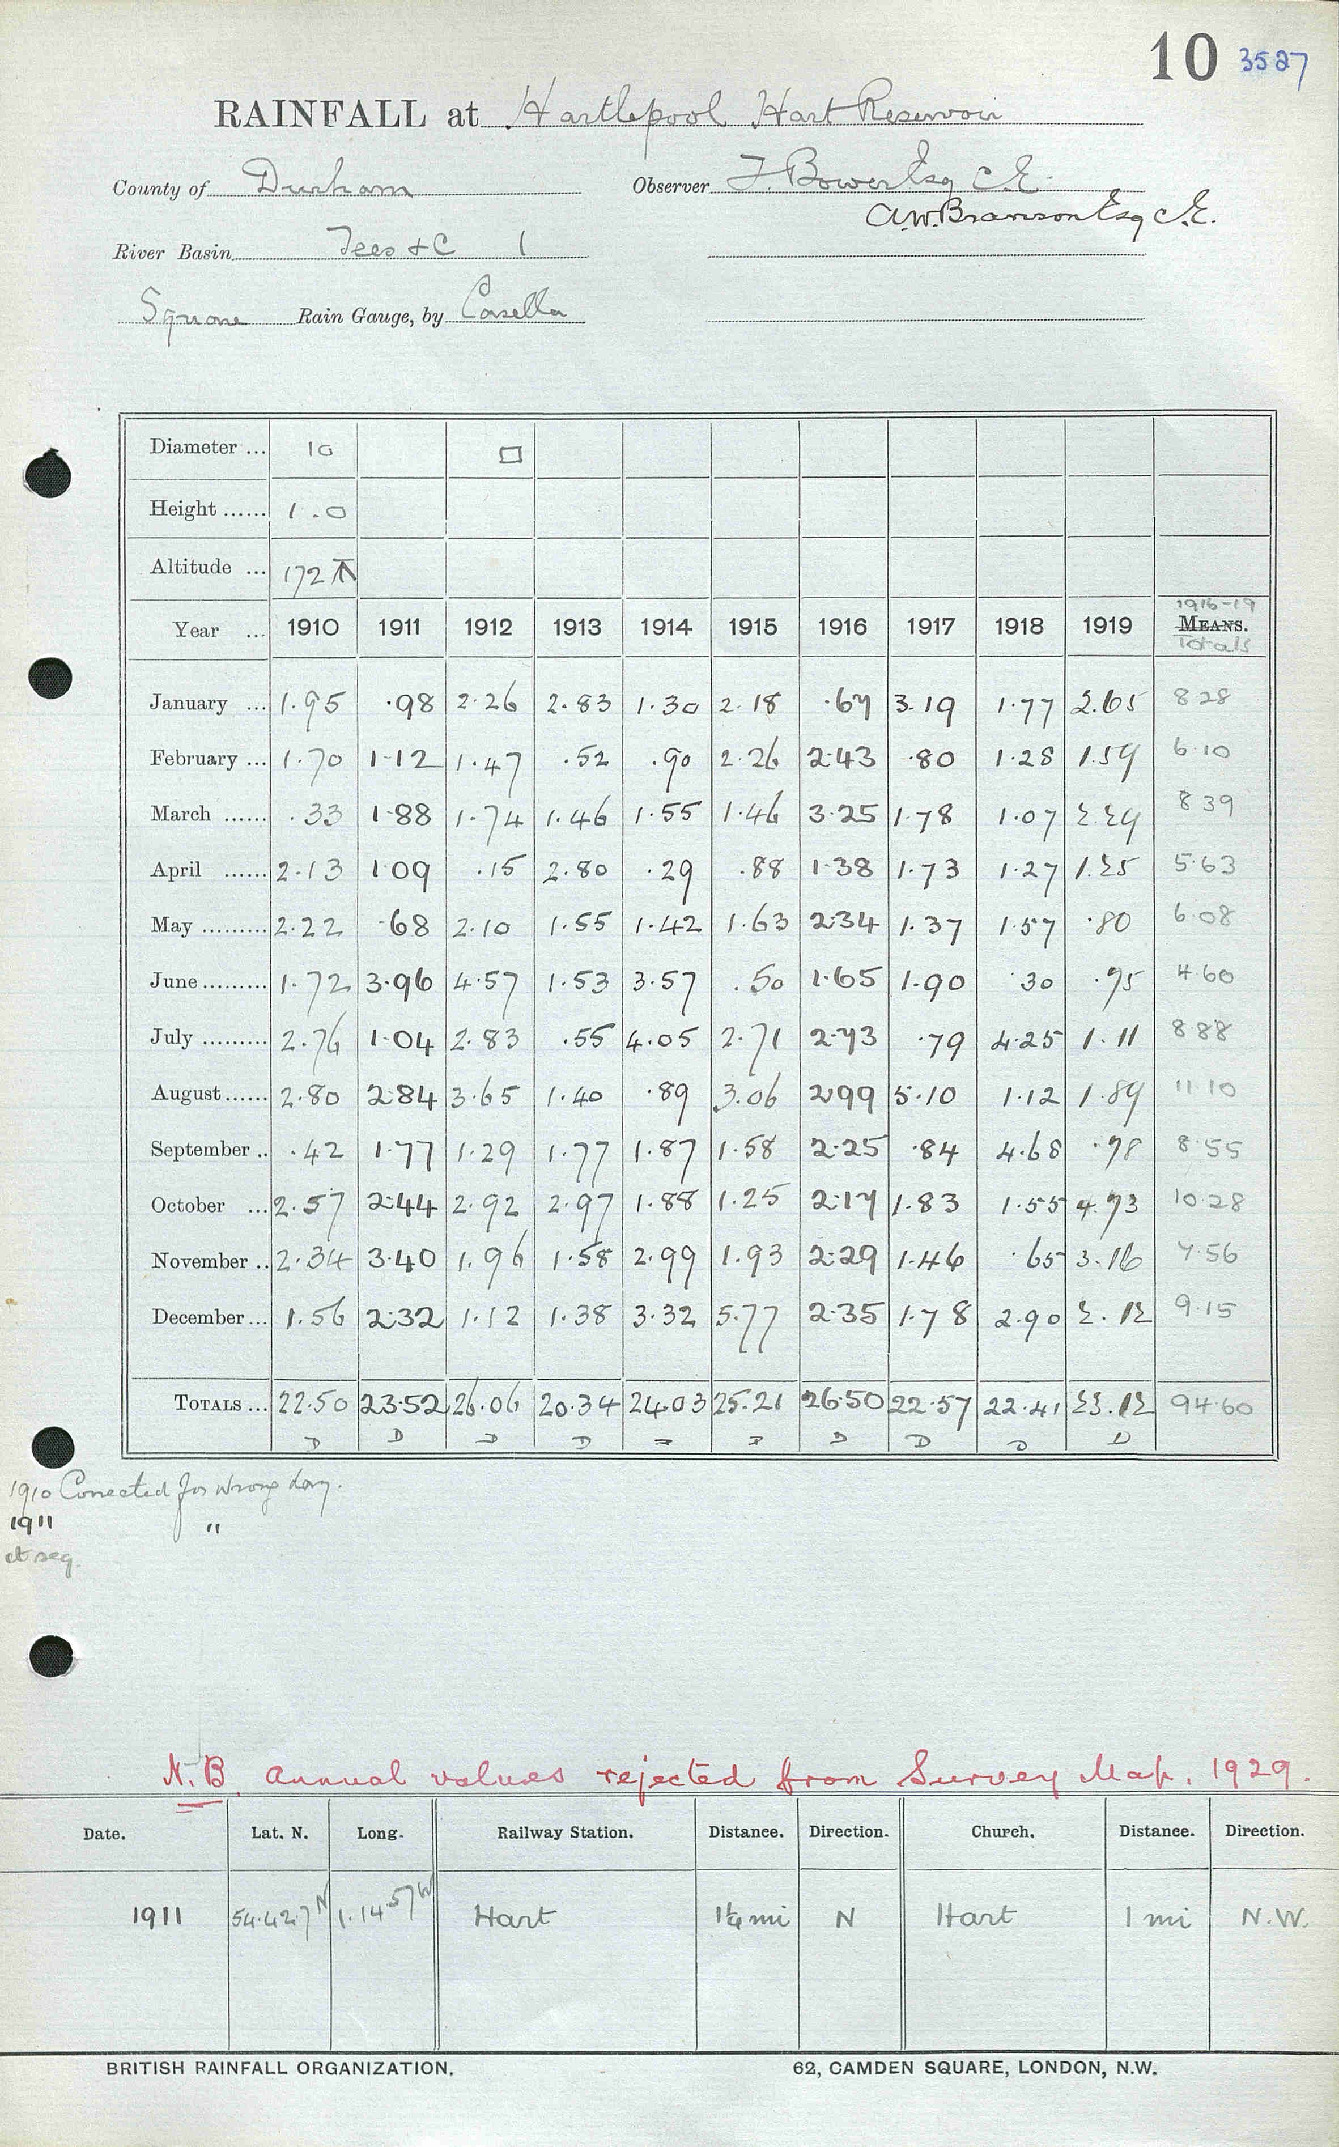 10 3587
RAINFALL at Hartlepool Hart Reservoir
County of Durham Observer F. Bower Esq C.E.
A.W. Branson Esq C.E.
River Basin Tees +C 1
Square Rain Gauge, by Casella
Diameter ... 10 □
Height ...... 1.0
Altitude ... 172
1916-19
Year ... 1910 1911 1912 1913 1914 1915 1916 1917 1918 1919 MEANS.
Totals
January ... 1.95 .98 2.26 2.83 1.30 2.18 .67 3.19 1.77 2.65 8 28
February ... 1.70 1.12 1.47 .52 .90 2.26 2.43 .80 1.28 1.59 6.10
March ...... .33 1.88 1.74 1.46 1.55 1.46 3.25 1.78 1.07 2.29 8 39
April ...... 2.13 1.09 .15 2.80 .29 .88 1.38 1.73 1.27 1.25 5.63
May ......... 2.22 .68 2.10 1.55 1.42 1.63 2.34 1.37 1.57 .80 6.08
June ......... 1.72 3.96 4.57 1.53 3.57 .50 1.65 1.90 .30 .75 4.60
July ......... 2.76 1.04 2.83 .55 4.05 2.71 2.73 .79 4.25 1.11 8 88
August ...... 2.80 2.84 3.65 1.40 .89 3.06 2.99 5.10 1.12 1.89 11 10
September .. .42 1.77 1.29 1.77 1.87 1.58 2.25 .84 4.68 .78 8.55
October ... 2.57 2.44 2.92 2.97 1.88 1.25 2.17 1.83 1.55 4.73 10.28
November .. 2.34 3.40 1.96 1.58 2.99 1.93 2.29 1.46 .65 3.16 7.56
December ... 1.56 2.32 1.12 1.38 3.32 5.77 2.35 1.78 2.90 2.12 9.15
TOTALS ... 22.50 23.52 26.06 20.34 24.03 25.21 26.50 22.57 22.41 23.12 94.60
D D D D D D D D D D
1910 Corrected for wrong day.
1911 "
et seq.
N.B. Annual values rejected from Survey Map. 1929.
Date. Lat. N. Long. Railway Station. Distance. Direction. Church. Distance. Direction.
1911 54.42.7 N 1.14.57 W Hart 1¼ mi N Hart 1 mi N.W.
BRITISH RAINFALL ORGANIZATION. 62, CAMDEN SQUARE, LONDON, N.W.